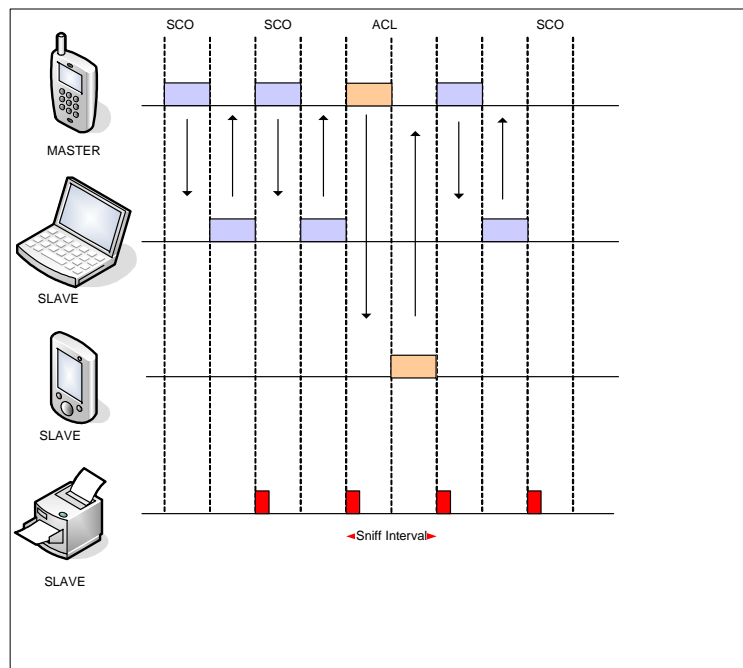 SCO SCO ACL SCO
MASTER
SLAVE
SLAVE
Sniff Interval
SLAVE